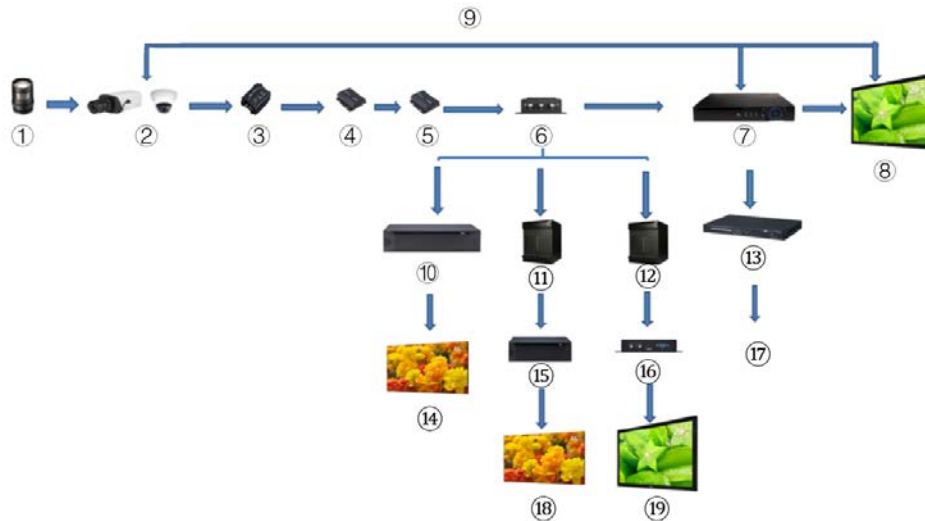 ⑨
① ② ③ ④ ⑤ ⑥ ⑦ ⑧
⑩ ⑪ ⑫ ⑬
⑭ ⑮ ⑯ ⑰
⑱ ⑲